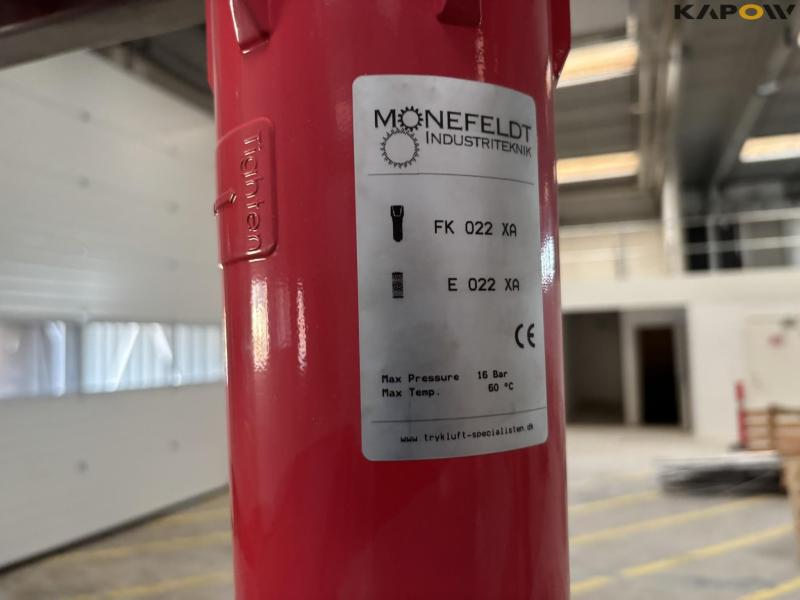 KAPOW
Tighten
MONEFELDT
INDUSTRITEKNIK
FK 022 XA
E 022 XA
CE
Max Pressure 16 Bar
Max Temp. 60 °C
www.trykluft-specialisten.dk